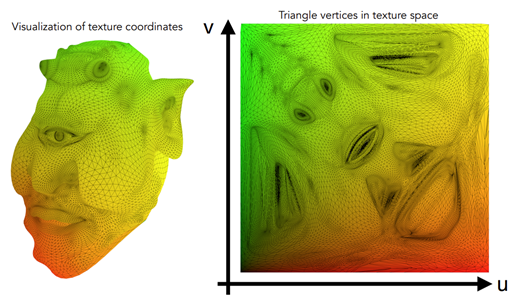 Visualization of texture coordinates
Triangle vertices in texture space
v
u